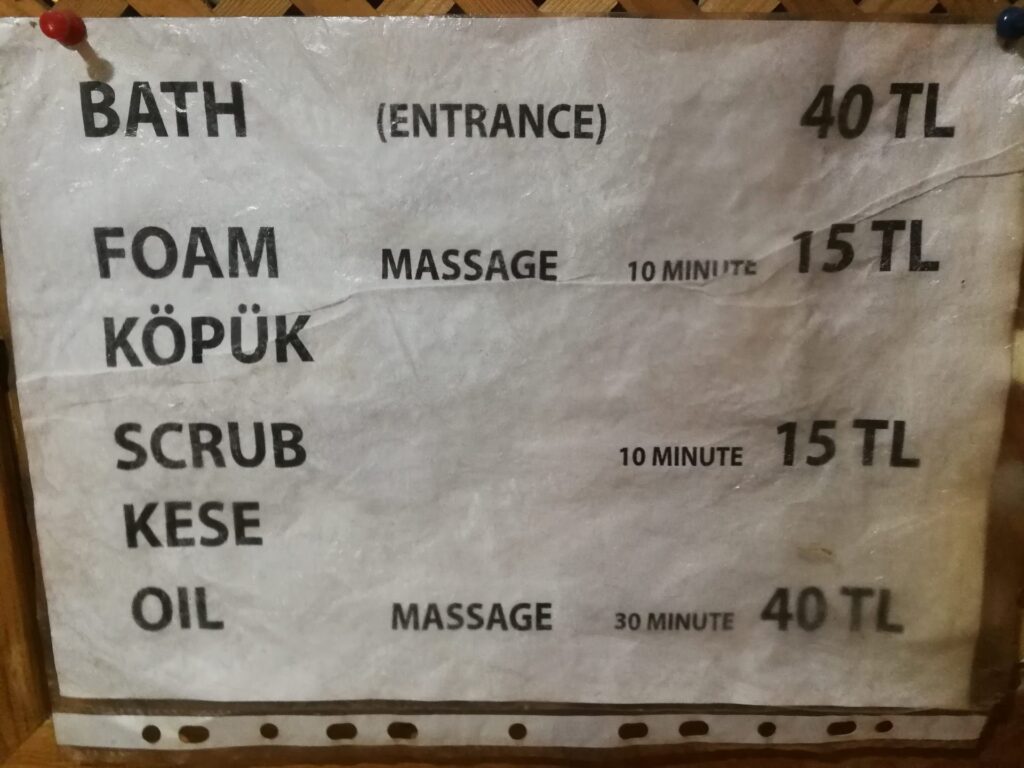 BATH (ENTRANCE) 40 TL
FOAM MASSAGE 10 MINUTE 15 TL
KÖPÜK
SCRUB 10 MINUTE 15 TL
KESE
OIL MASSAGE 30 MINUTE 40 TL